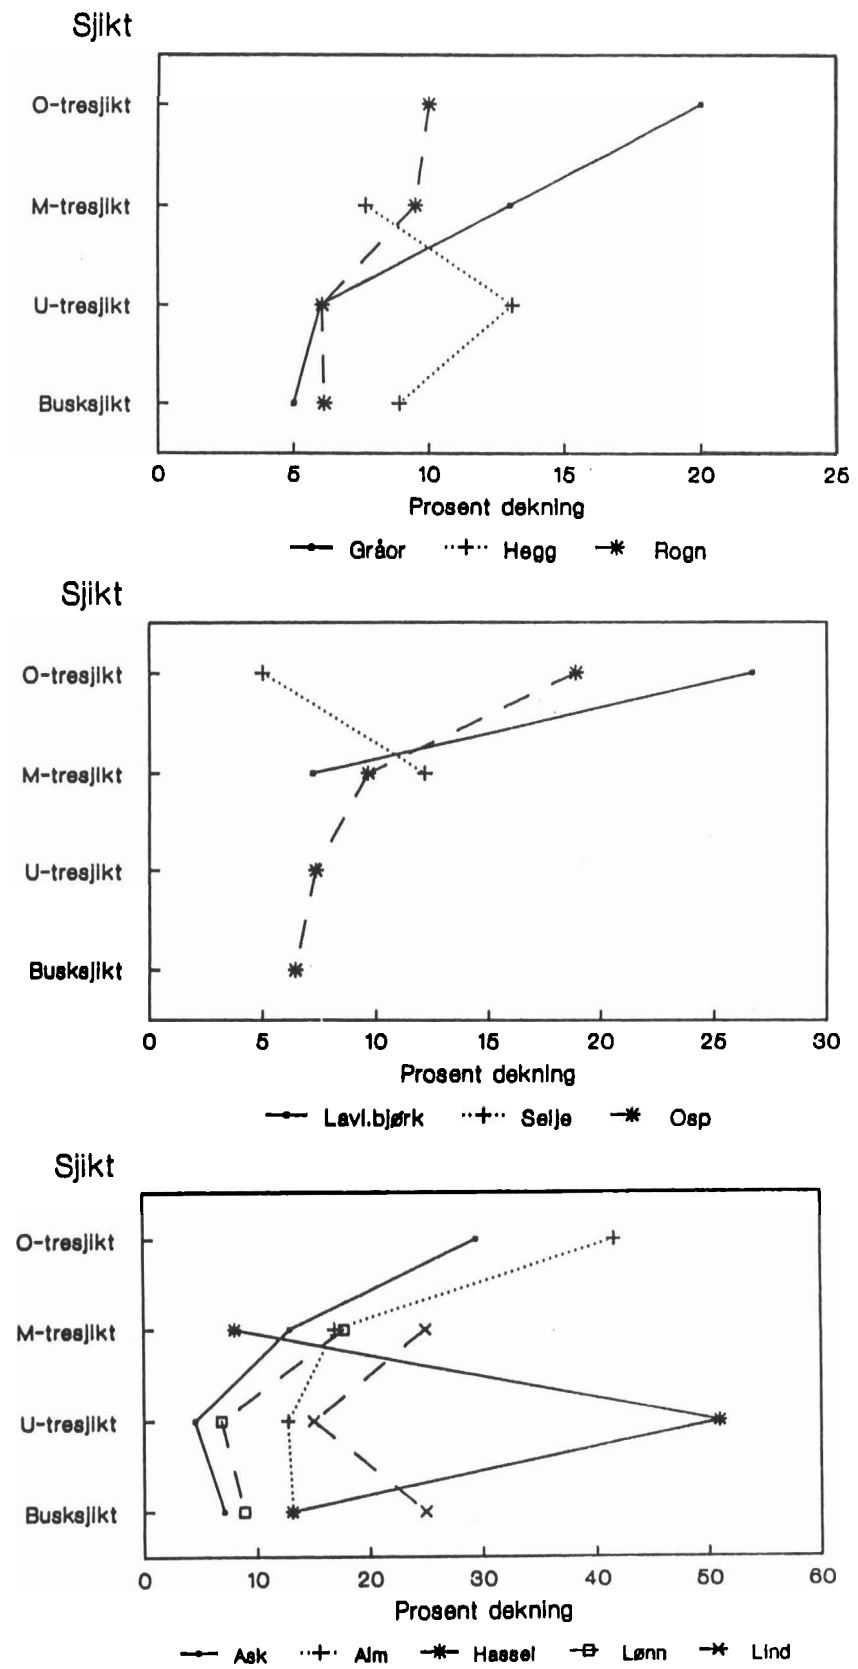 Sjikt
O-tresjikt
M-tresjikt
U-tresjikt
Busksjikt
0 5 10 15 20 25
Prosent dekning
Gråor Hegg Rogn
Sjikt
O-tresjikt
M-tresjikt
U-tresjikt
Busksjikt
0 5 10 15 20 25 30
Prosent dekning
Lavl.bjørk Selje Osp
Sjikt
O-tresjikt
M-tresjikt
U-tresjikt
Busksjikt
0 10 20 30 40 50 60
Prosent dekning
Ask Alm Hassel Lønn Lind